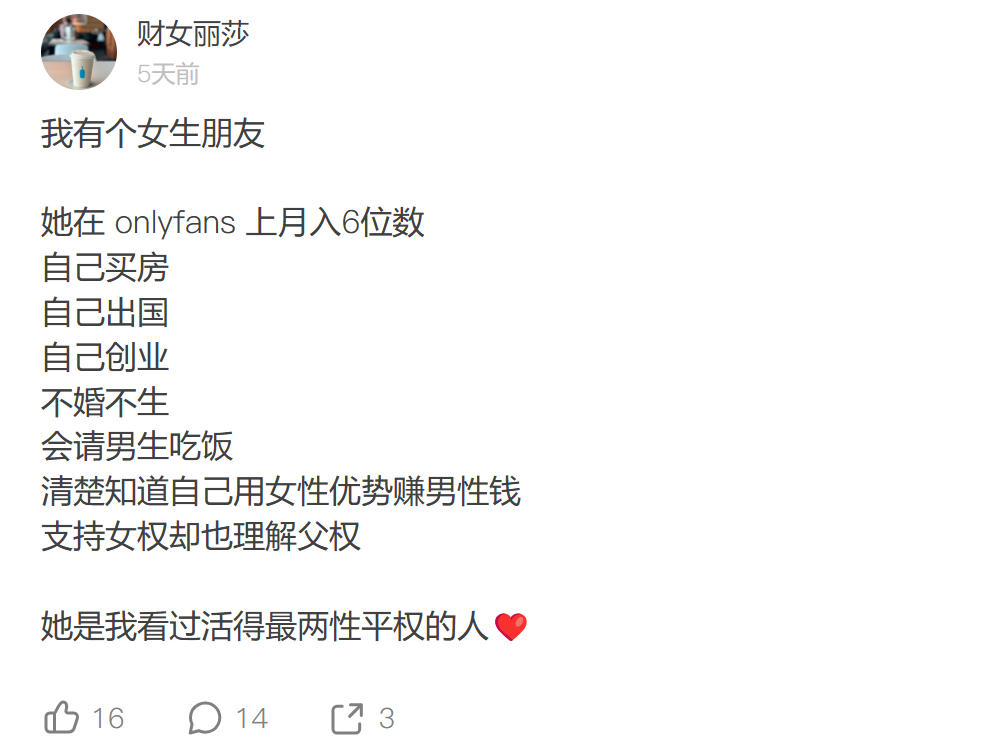 财女丽莎
5天前
我有个女生朋友
她在 onlyfans 上月入6位数
自己买房
自己出国
自己创业
不婚不生
会请男生吃饭
清楚知道自己用女性优势赚男性钱
支持女权却也理解父权
她是我看过活得最两性平权的人❤️
16 14 3